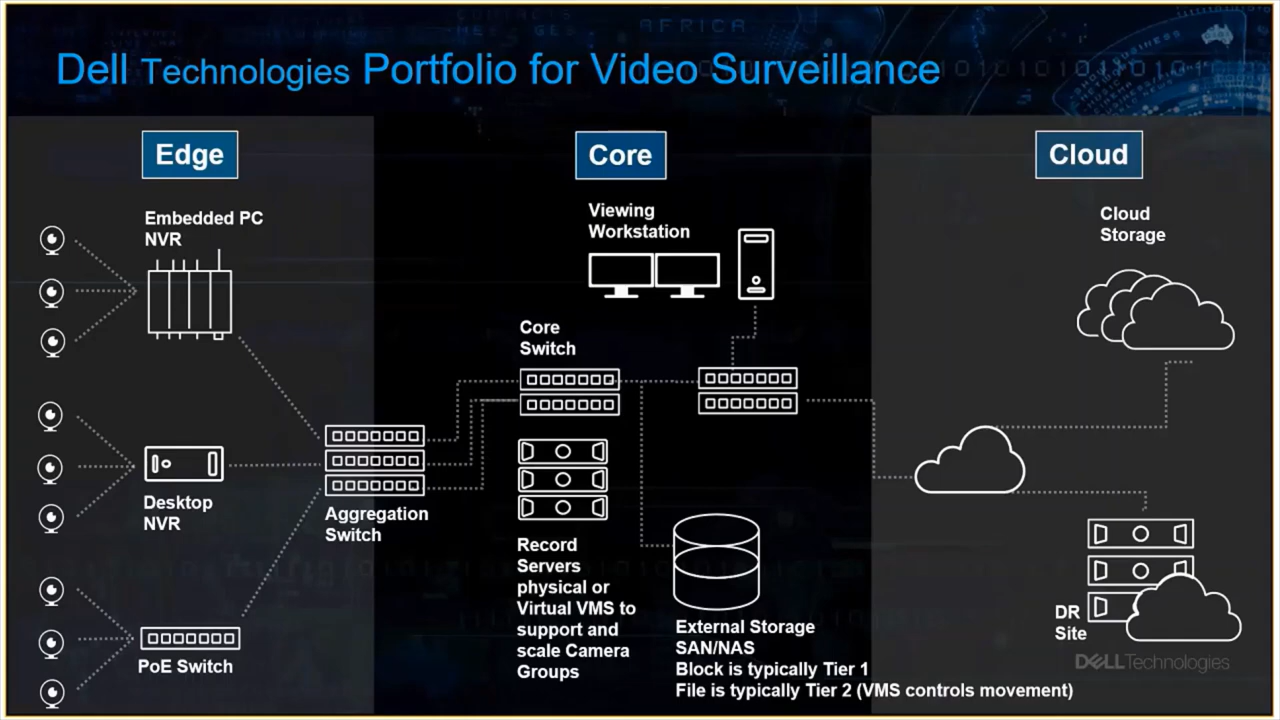 Dell Technologies Portfolio for Video Surveillance
Edge
Core
Cloud
Embedded PC
NVR
Desktop
NVR
PoE Switch
Aggregation
Switch
Viewing
Workstation
Core
Switch
Record
Servers
physical or
Virtual VMS to
support and
scale Camera
Groups
External Storage
SAN/NAS
Block is typically Tier 1
File is typically Tier 2 (VMS controls movement)
Cloud
Storage
DR
Site
DELLTechnologies
AFRICA